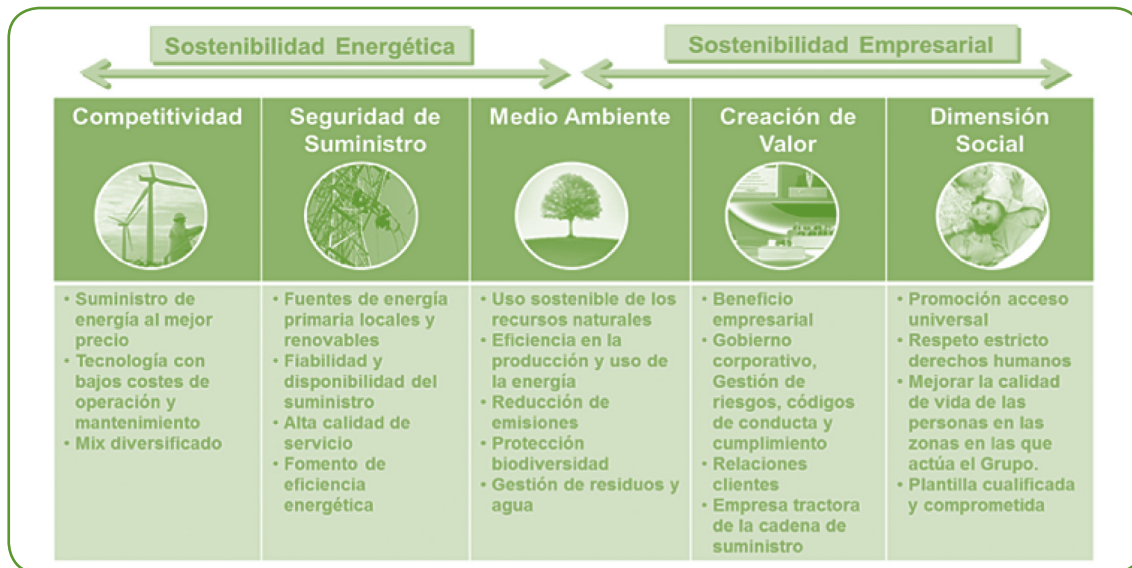 Sostenibilidad Energética
Sostenibilidad Empresarial
Competitividad
• Suministro de
energía al mejor
precio
• Tecnología con
bajos costes de
operación y
mantenimiento
• Mix diversificado
Seguridad de
Suministro
• Fuentes de energía
primaria locales y
renovables
• Fiabilidad y
disponibilidad del
suministro
• Alta calidad de
servicio
• Fomento de
eficiencia
energética
Medio Ambiente
• Uso sostenible de los
recursos naturales
• Eficiencia en la
producción y uso de
la energía
• Reducción de
emisiones
• Protección
biodiversidad
• Gestión de residuos y
agua
Creación de
Valor
• Beneficio
empresarial
• Gobierno
corporativo,
Gestión de
riesgos, códigos
de conducta y
cumplimiento
• Relaciones
clientes
• Empresa tractora
de la cadena de
suministro
Dimensión
Social
• Promoción acceso
universal
• Respeto estricto
derechos humanos
• Mejorar la calidad
de vida de las
personas en las
zonas en las que
actúa el Grupo.
• Plantilla cualificada
y comprometida